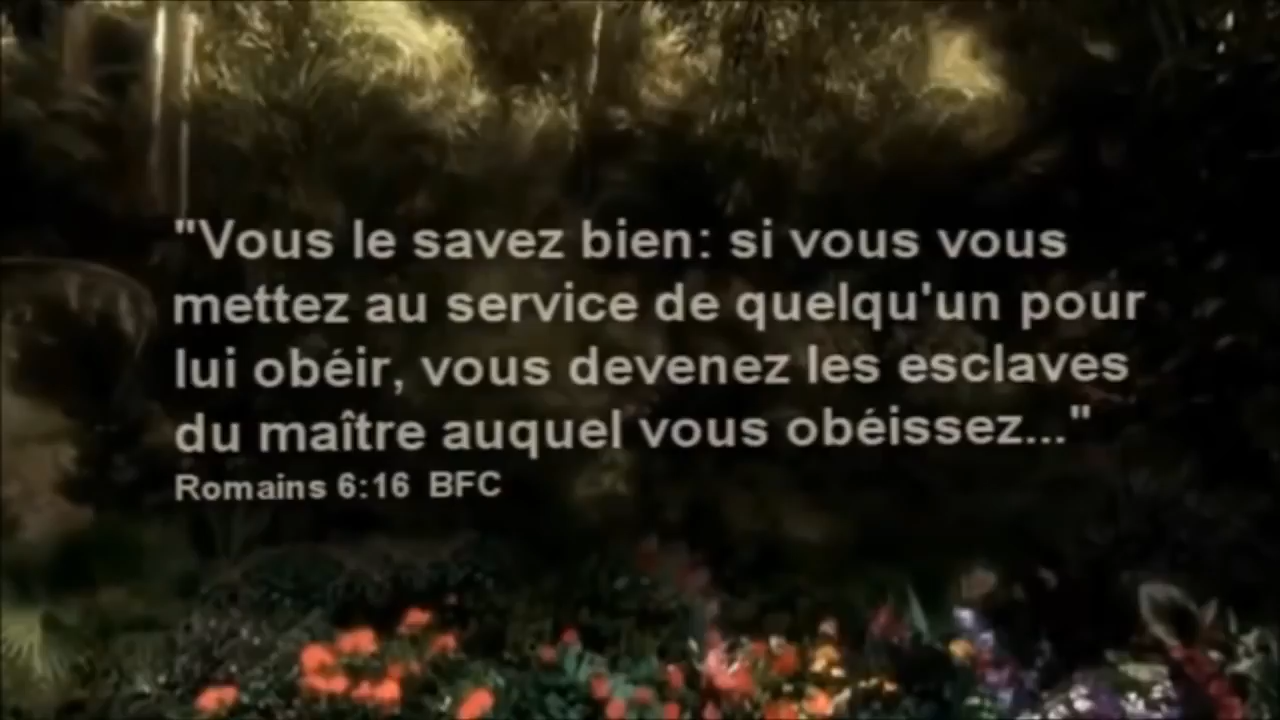 "Vous le savez bien: si vous vous
mettez au service de quelqu'un pour
lui obéir, vous devenez les esclaves
du maître auquel vous obéissez..."
Romains 6:16 BFC